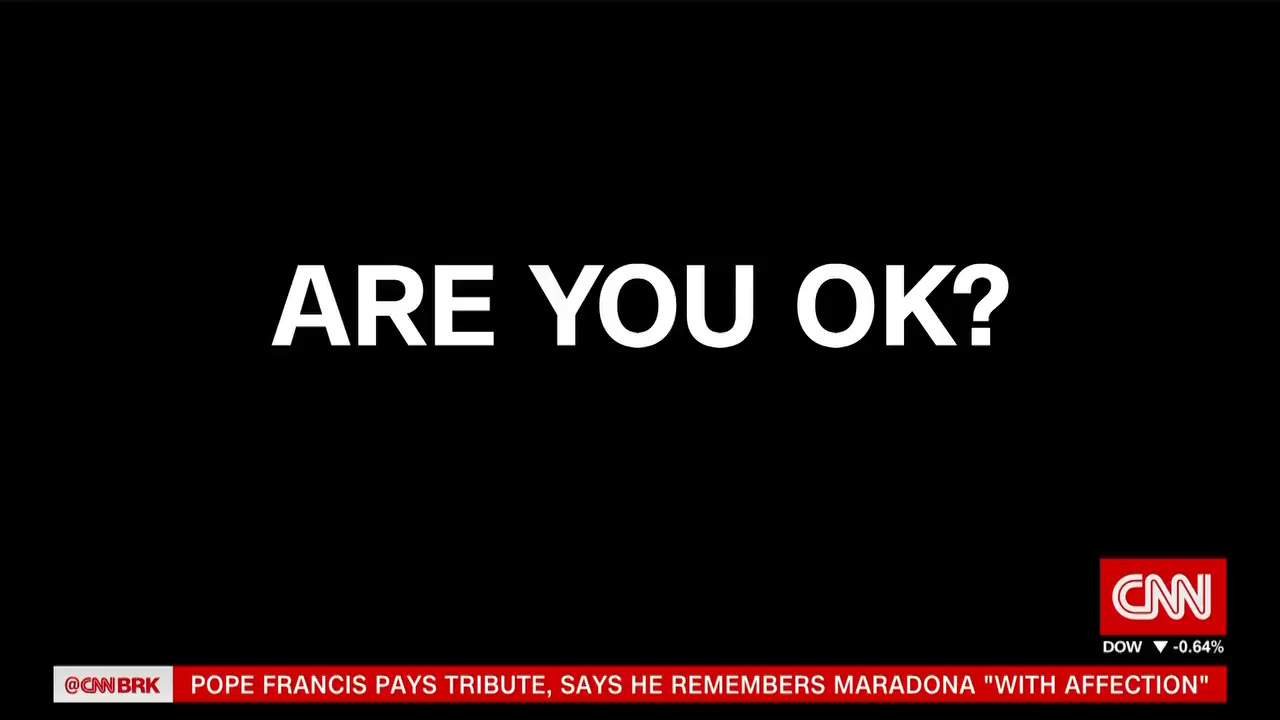 ARE YOU OK?
CNN
DOW ▼ -0.64%
@CNNBRK POPE FRANCIS PAYS TRIBUTE, SAYS HE REMEMBERS MARADONA "WITH AFFECTION"